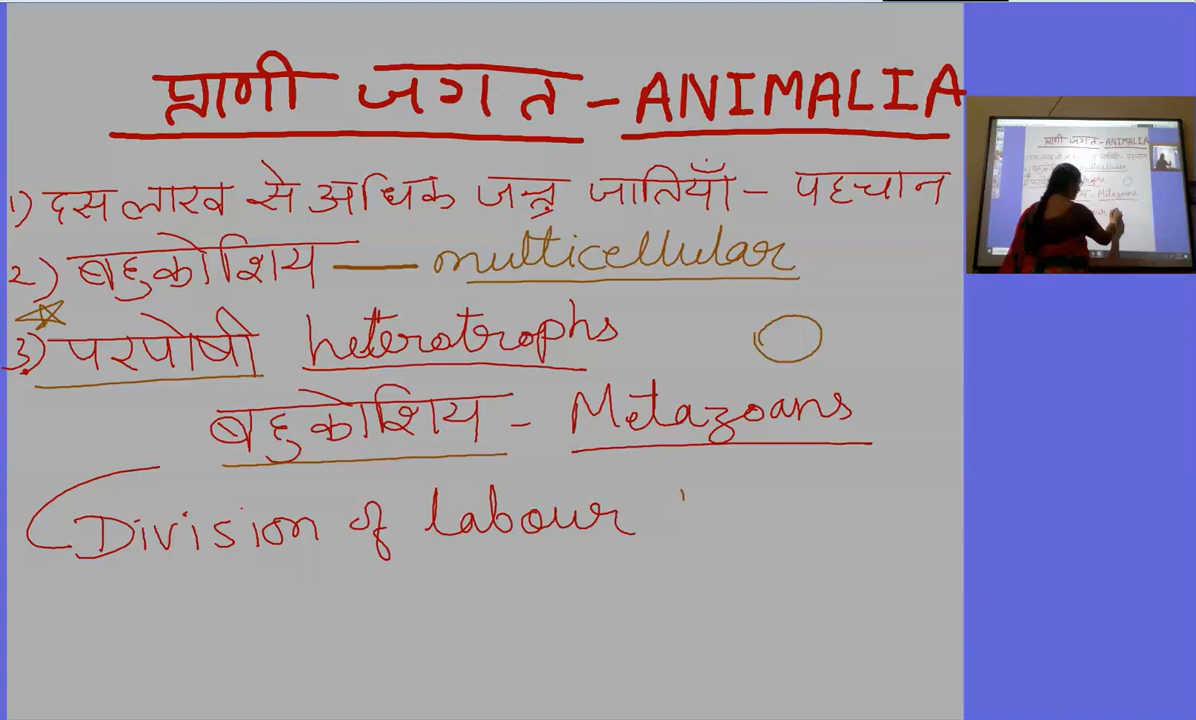 प्राणी जगत - ANIMALIA
1) दस लाख से अधिक जन्तु जातियाँ - पहचान
2) बहुकोशिय — multicellular
3) परपोषी heterotrophs
बहुकोशिय - Metazoans
Division of labour